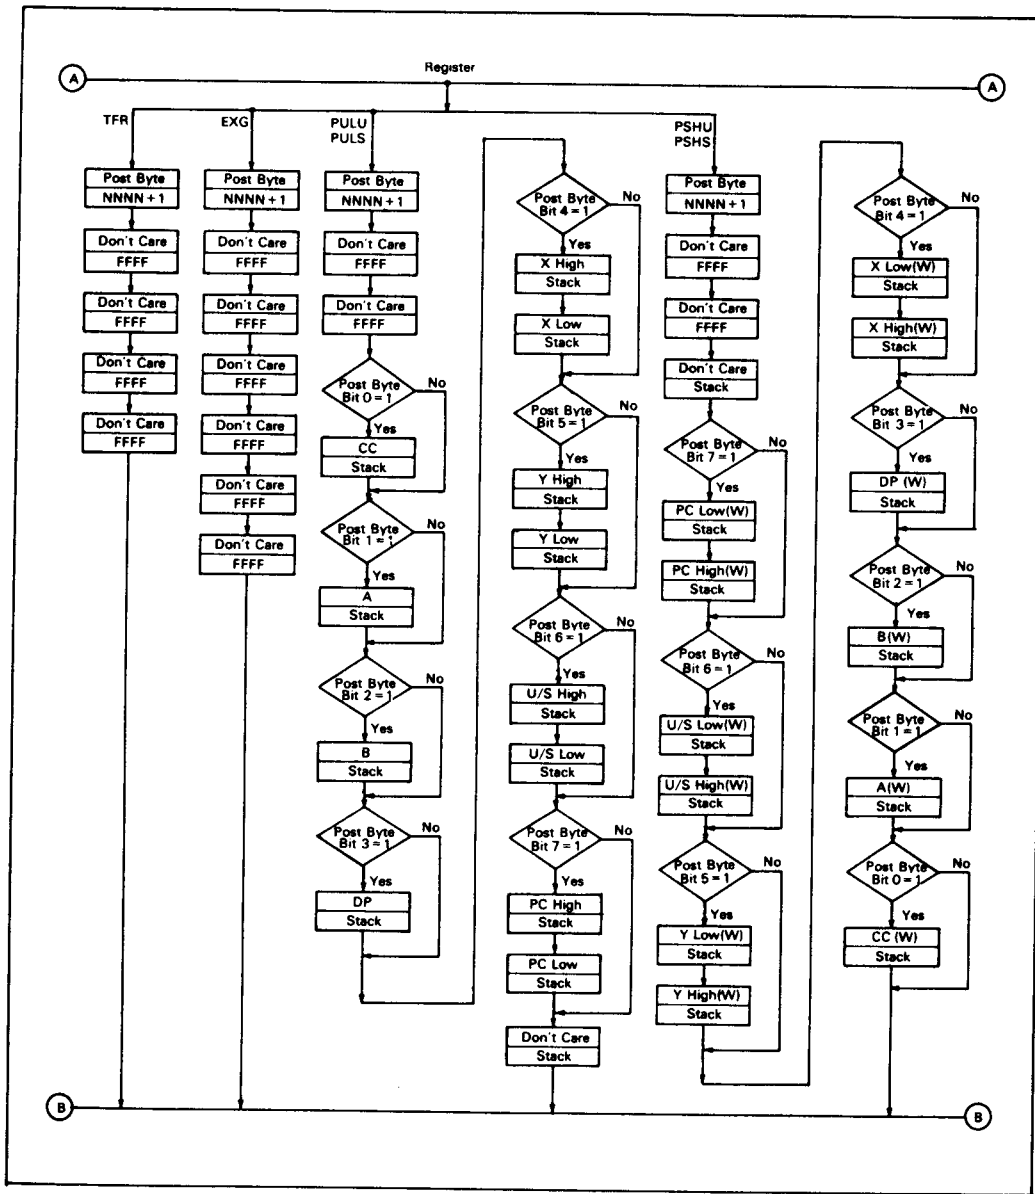 Register
A
A
TFR
EXG
PULU
PULS
PSHU
PSHS
Post Byte
NNNN + 1
Don't Care
FFFF
Don't Care
FFFF
Don't Care
FFFF
Don't Care
FFFF
Post Byte
NNNN + 1
Don't Care
FFFF
Don't Care
FFFF
Don't Care
FFFF
Don't Care
FFFF
Don't Care
FFFF
Don't Care
FFFF
Post Byte
NNNN + 1
Don't Care
FFFF
Don't Care
FFFF
Post Byte
Bit 0 = 1
No
Yes
CC
Stack
Post Byte
Bit 1 = 1
No
Yes
A
Stack
Post Byte
Bit 2 = 1
No
Yes
B
Stack
Post Byte
Bit 3 = 1
No
Yes
DP
Stack
Post Byte
Bit 4 = 1
No
Yes
X High
Stack
X Low
Stack
Post Byte
Bit 5 = 1
No
Yes
Y High
Stack
Y Low
Stack
Post Byte
Bit 6 = 1
No
Yes
U/S High
Stack
U/S Low
Stack
Post Byte
Bit 7 = 1
No
Yes
PC High
Stack
PC Low
Stack
Don't Care
Stack
Post Byte
NNNN + 1
Don't Care
FFFF
Don't Care
FFFF
Don't Care
Stack
Post Byte
Bit 7 = 1
No
Yes
PC Low(W)
Stack
PC High(W)
Stack
Post Byte
Bit 6 = 1
No
Yes
U/S Low(W)
Stack
U/S High(W)
Stack
Post Byte
Bit 5 = 1
No
Yes
Y Low(W)
Stack
Y High(W)
Stack
Post Byte
Bit 4 = 1
No
Yes
X Low(W)
Stack
X High(W)
Stack
Post Byte
Bit 3 = 1
No
Yes
DP (W)
Stack
Post Byte
Bit 2 = 1
No
Yes
B(W)
Stack
Post Byte
Bit 1 = 1
No
Yes
A(W)
Stack
Post Byte
Bit 0 = 1
No
Yes
CC (W)
Stack
B
B